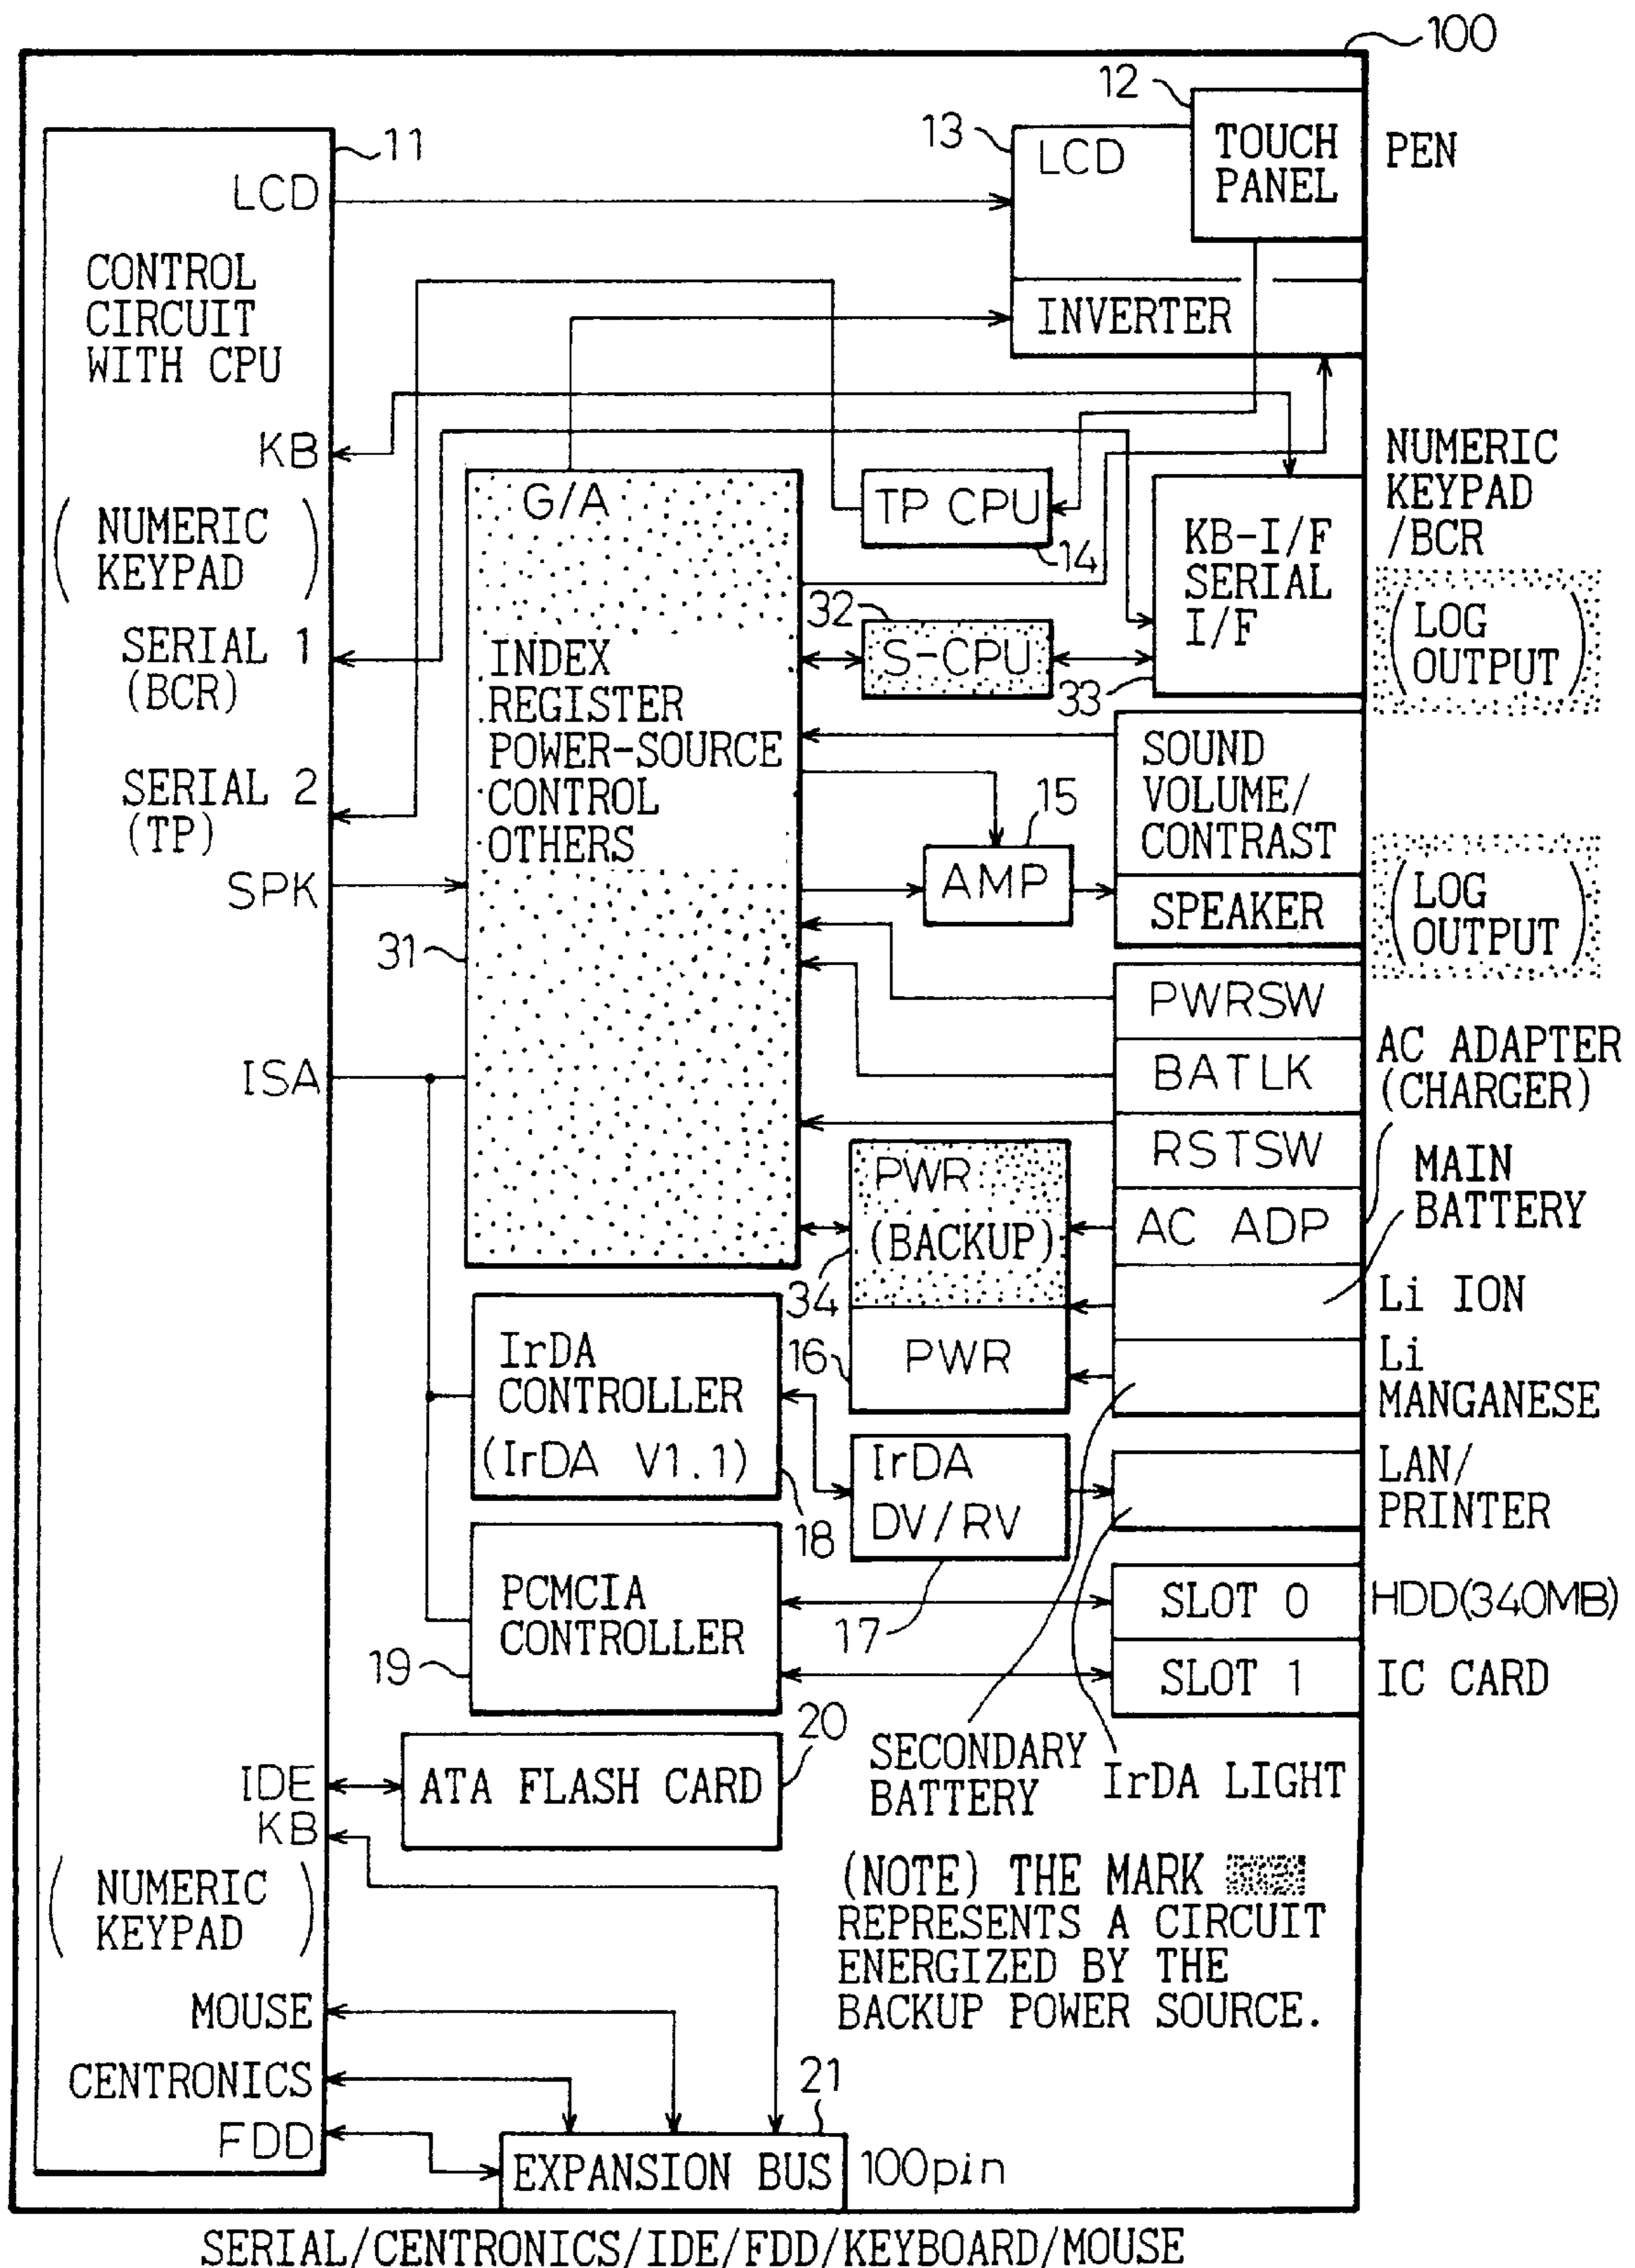 100
12
13
11
LCD
TOUCH
PANEL
PEN
LCD
CONTROL
CIRCUIT
WITH CPU
INVERTER
KB
(NUMERIC
KEYPAD)
G/A
TP CPU
14
NUMERIC
KEYPAD
/BCR
KB-I/F
SERIAL
I/F
32
S-CPU
33
(LOG
OUTPUT)
SERIAL 1
(BCR)
INDEX
REGISTER
POWER-SOURCE
CONTROL
OTHERS
SERIAL 2
(TP)
SOUND
VOLUME/
CONTRAST
15
AMP
SPK
SPEAKER
(LOG
OUTPUT)
31
PWRSW
ISA
BATLK
AC ADAPTER
(CHARGER)
RSTSW
PWR
(BACKUP)
34
AC ADP
MAIN
BATTERY
Li ION
16
PWR
Li
MANGANESE
IrDA
CONTROLLER
(IrDA V1.1)
18
IrDA
DV/RV
17
LAN/
PRINTER
PCMCIA
CONTROLLER
19
SLOT 0
HDD(340MB)
SLOT 1
IC CARD
20
SECONDARY
BATTERY
IrDA LIGHT
IDE
ATA FLASH CARD
KB
(NUMERIC
KEYPAD)
(NOTE) THE MARK
REPRESENTS A CIRCUIT
ENERGIZED BY THE
BACKUP POWER SOURCE.
MOUSE
CENTRONICS
21
FDD
EXPANSION BUS
100pin
SERIAL/CENTRONICS/IDE/FDD/KEYBOARD/MOUSE